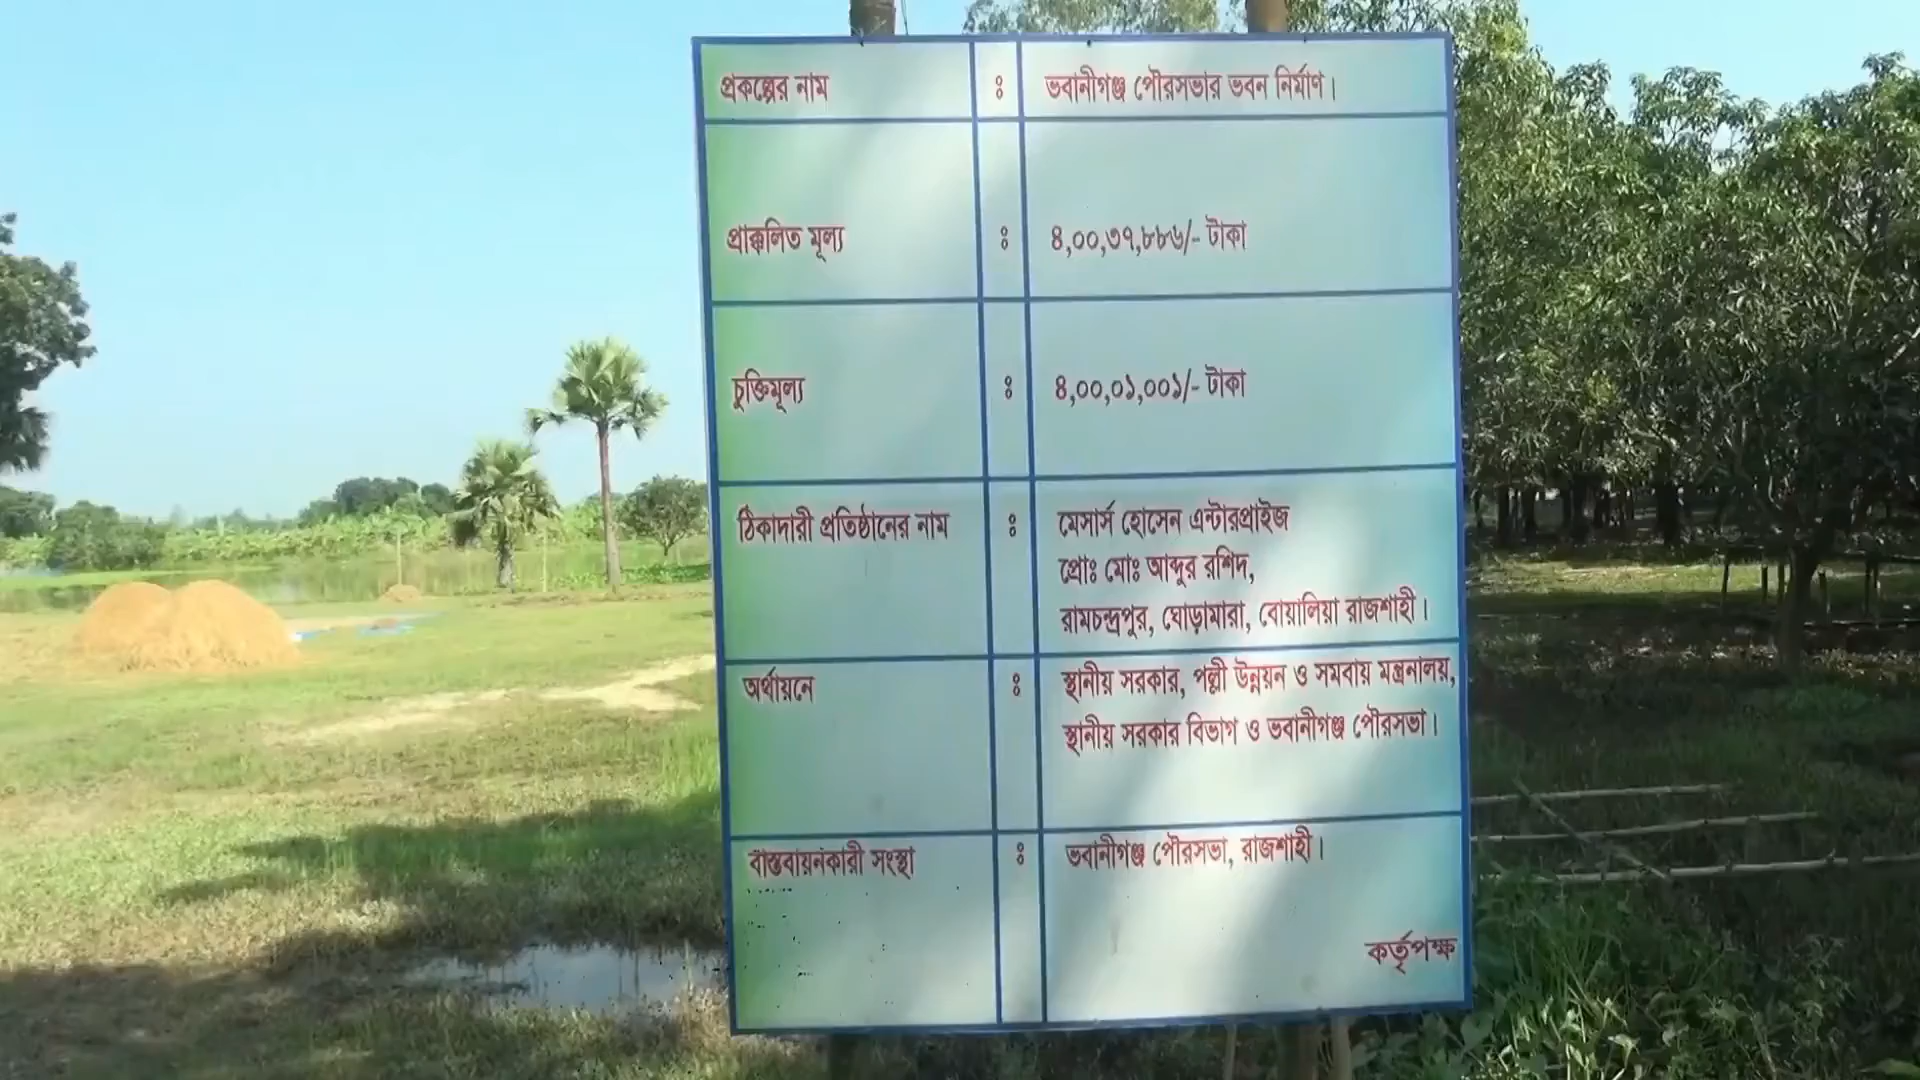 প্রকল্পের নাম : ভবানীগঞ্জ পৌরসভার ভবন নির্মাণ।
প্রাক্কলিত মূল্য : ৪,০০,৩৭,৮৮৬/- টাকা
চুক্তিমূল্য : ৪,০০,০১,০০১/- টাকা
ঠিকাদারী প্রতিষ্ঠানের নাম : মেসার্স হোসেন এন্টারপ্রাইজ
প্রোঃ মোঃ আব্দুর রশিদ,
রামচন্দ্রপুর, ঘোড়ামারা, বোয়ালিয়া রাজশাহী।
অর্থায়নে : স্থানীয় সরকার, পল্লী উন্নয়ন ও সমবায় মন্ত্রনালয়,
স্থানীয় সরকার বিভাগ ও ভবানীগঞ্জ পৌরসভা।
বাস্তবায়নকারী সংস্থা : ভবানীগঞ্জ পৌরসভা, রাজশাহী।
কর্তৃপক্ষ